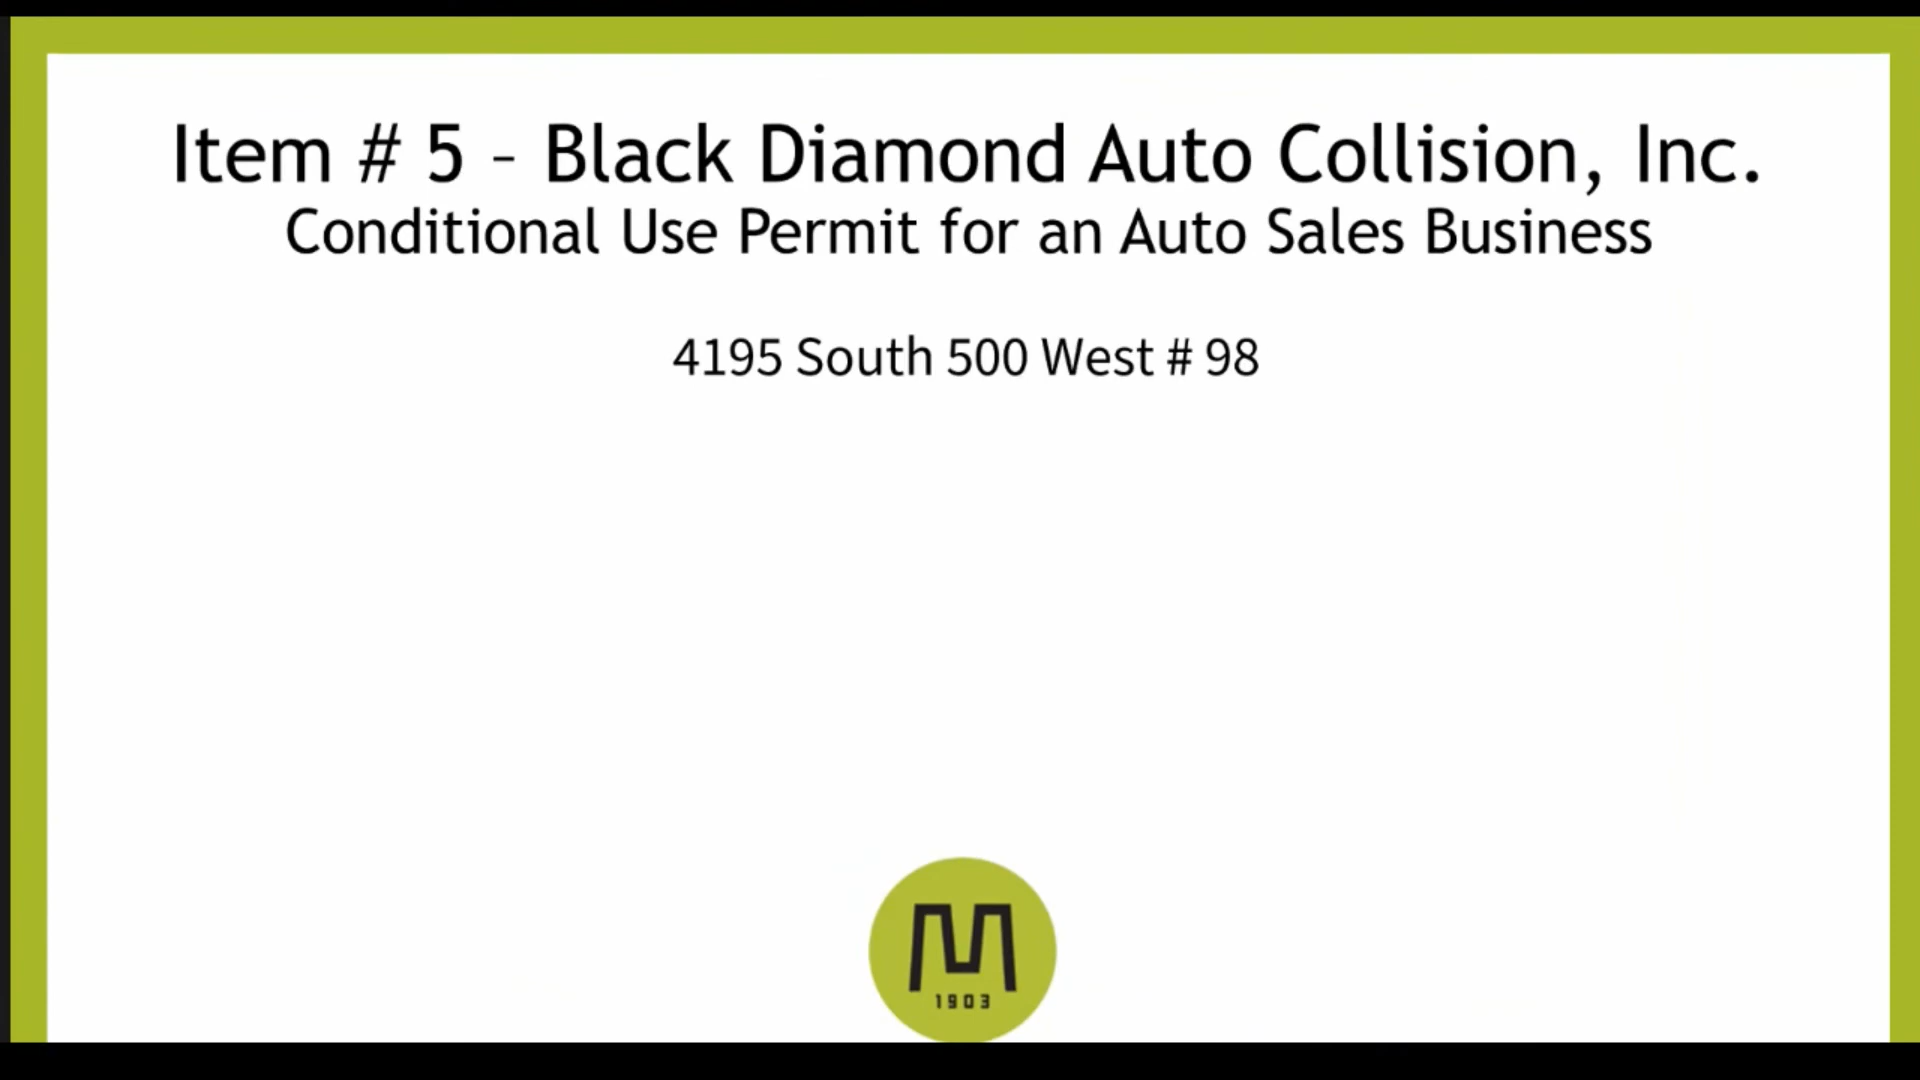 Item # 5 – Black Diamond Auto Collision, Inc.
Conditional Use Permit for an Auto Sales Business
4195 South 500 West # 98
M
1903